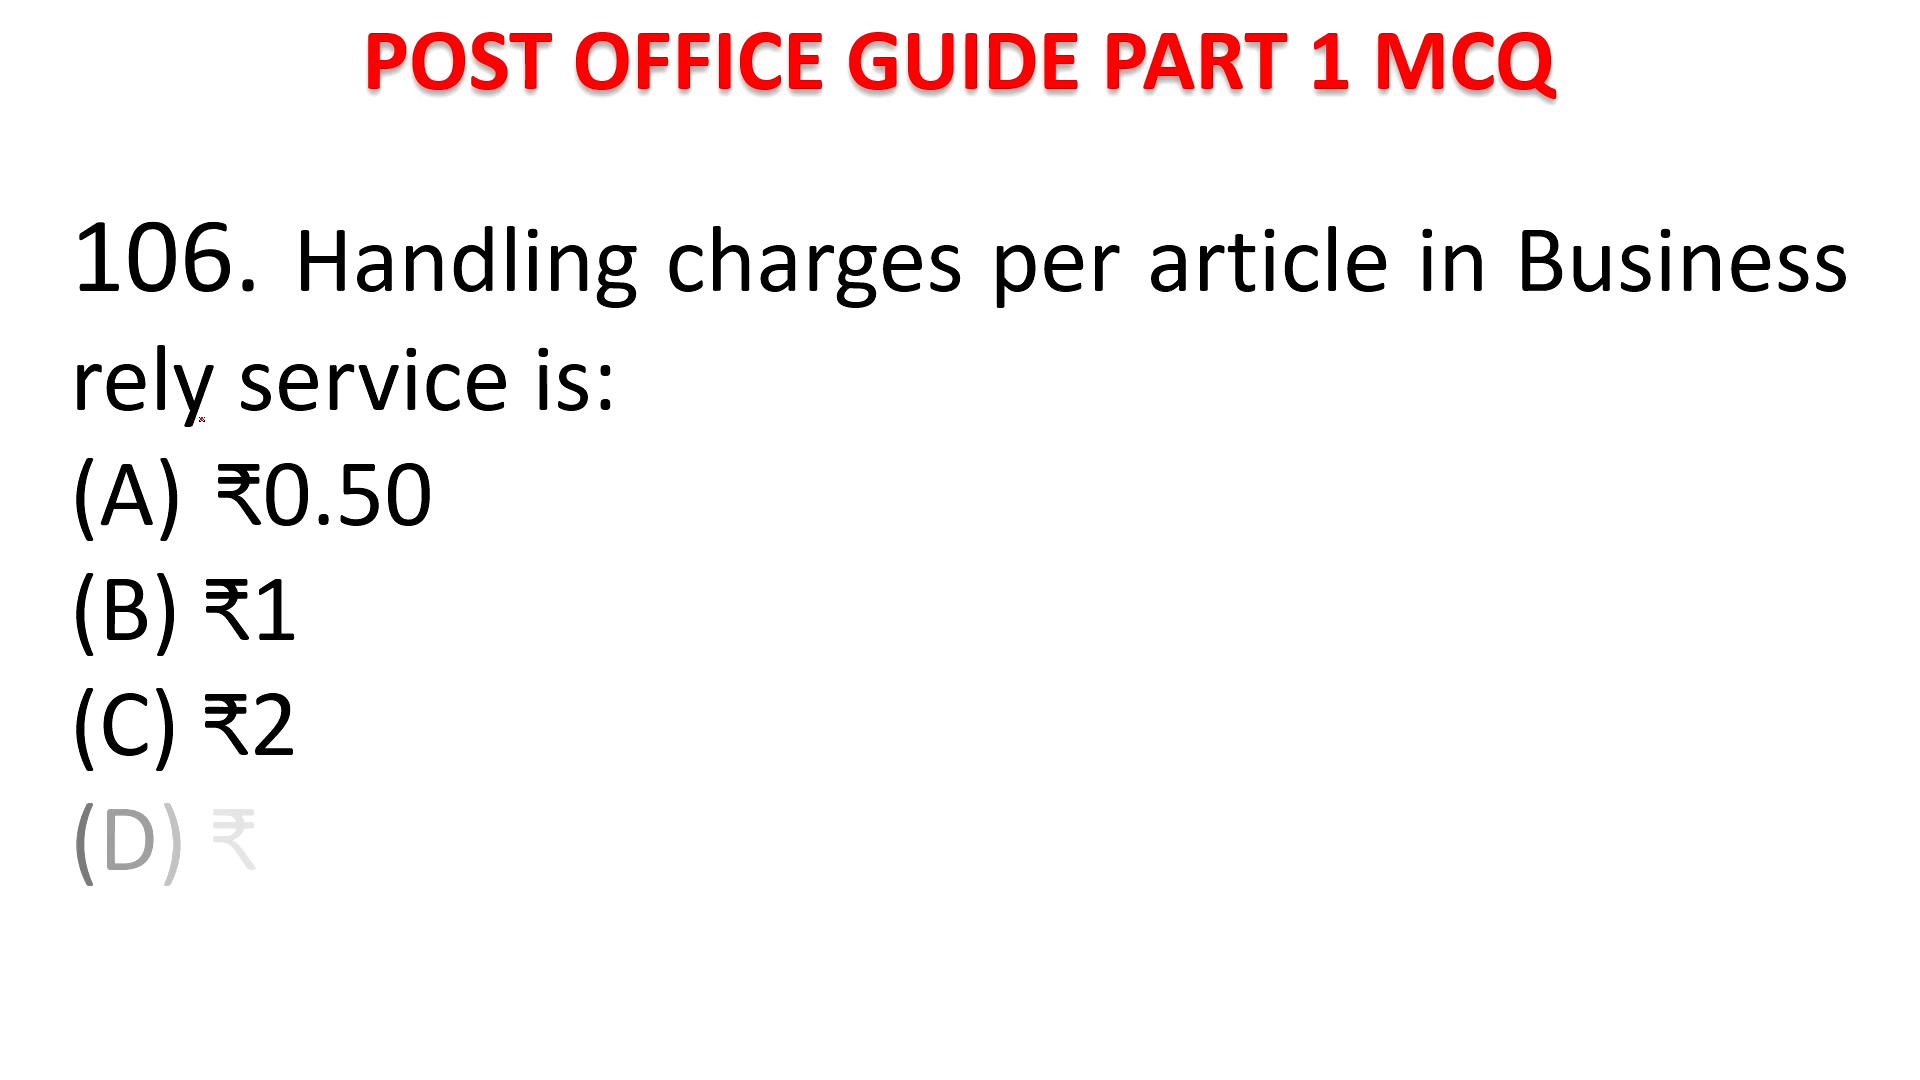 POST OFFICE GUIDE PART 1 MCQ
106. Handling charges per article in Business
rely service is:
(A) ₹0.50
(B) ₹1
(C) ₹2
(D) ₹